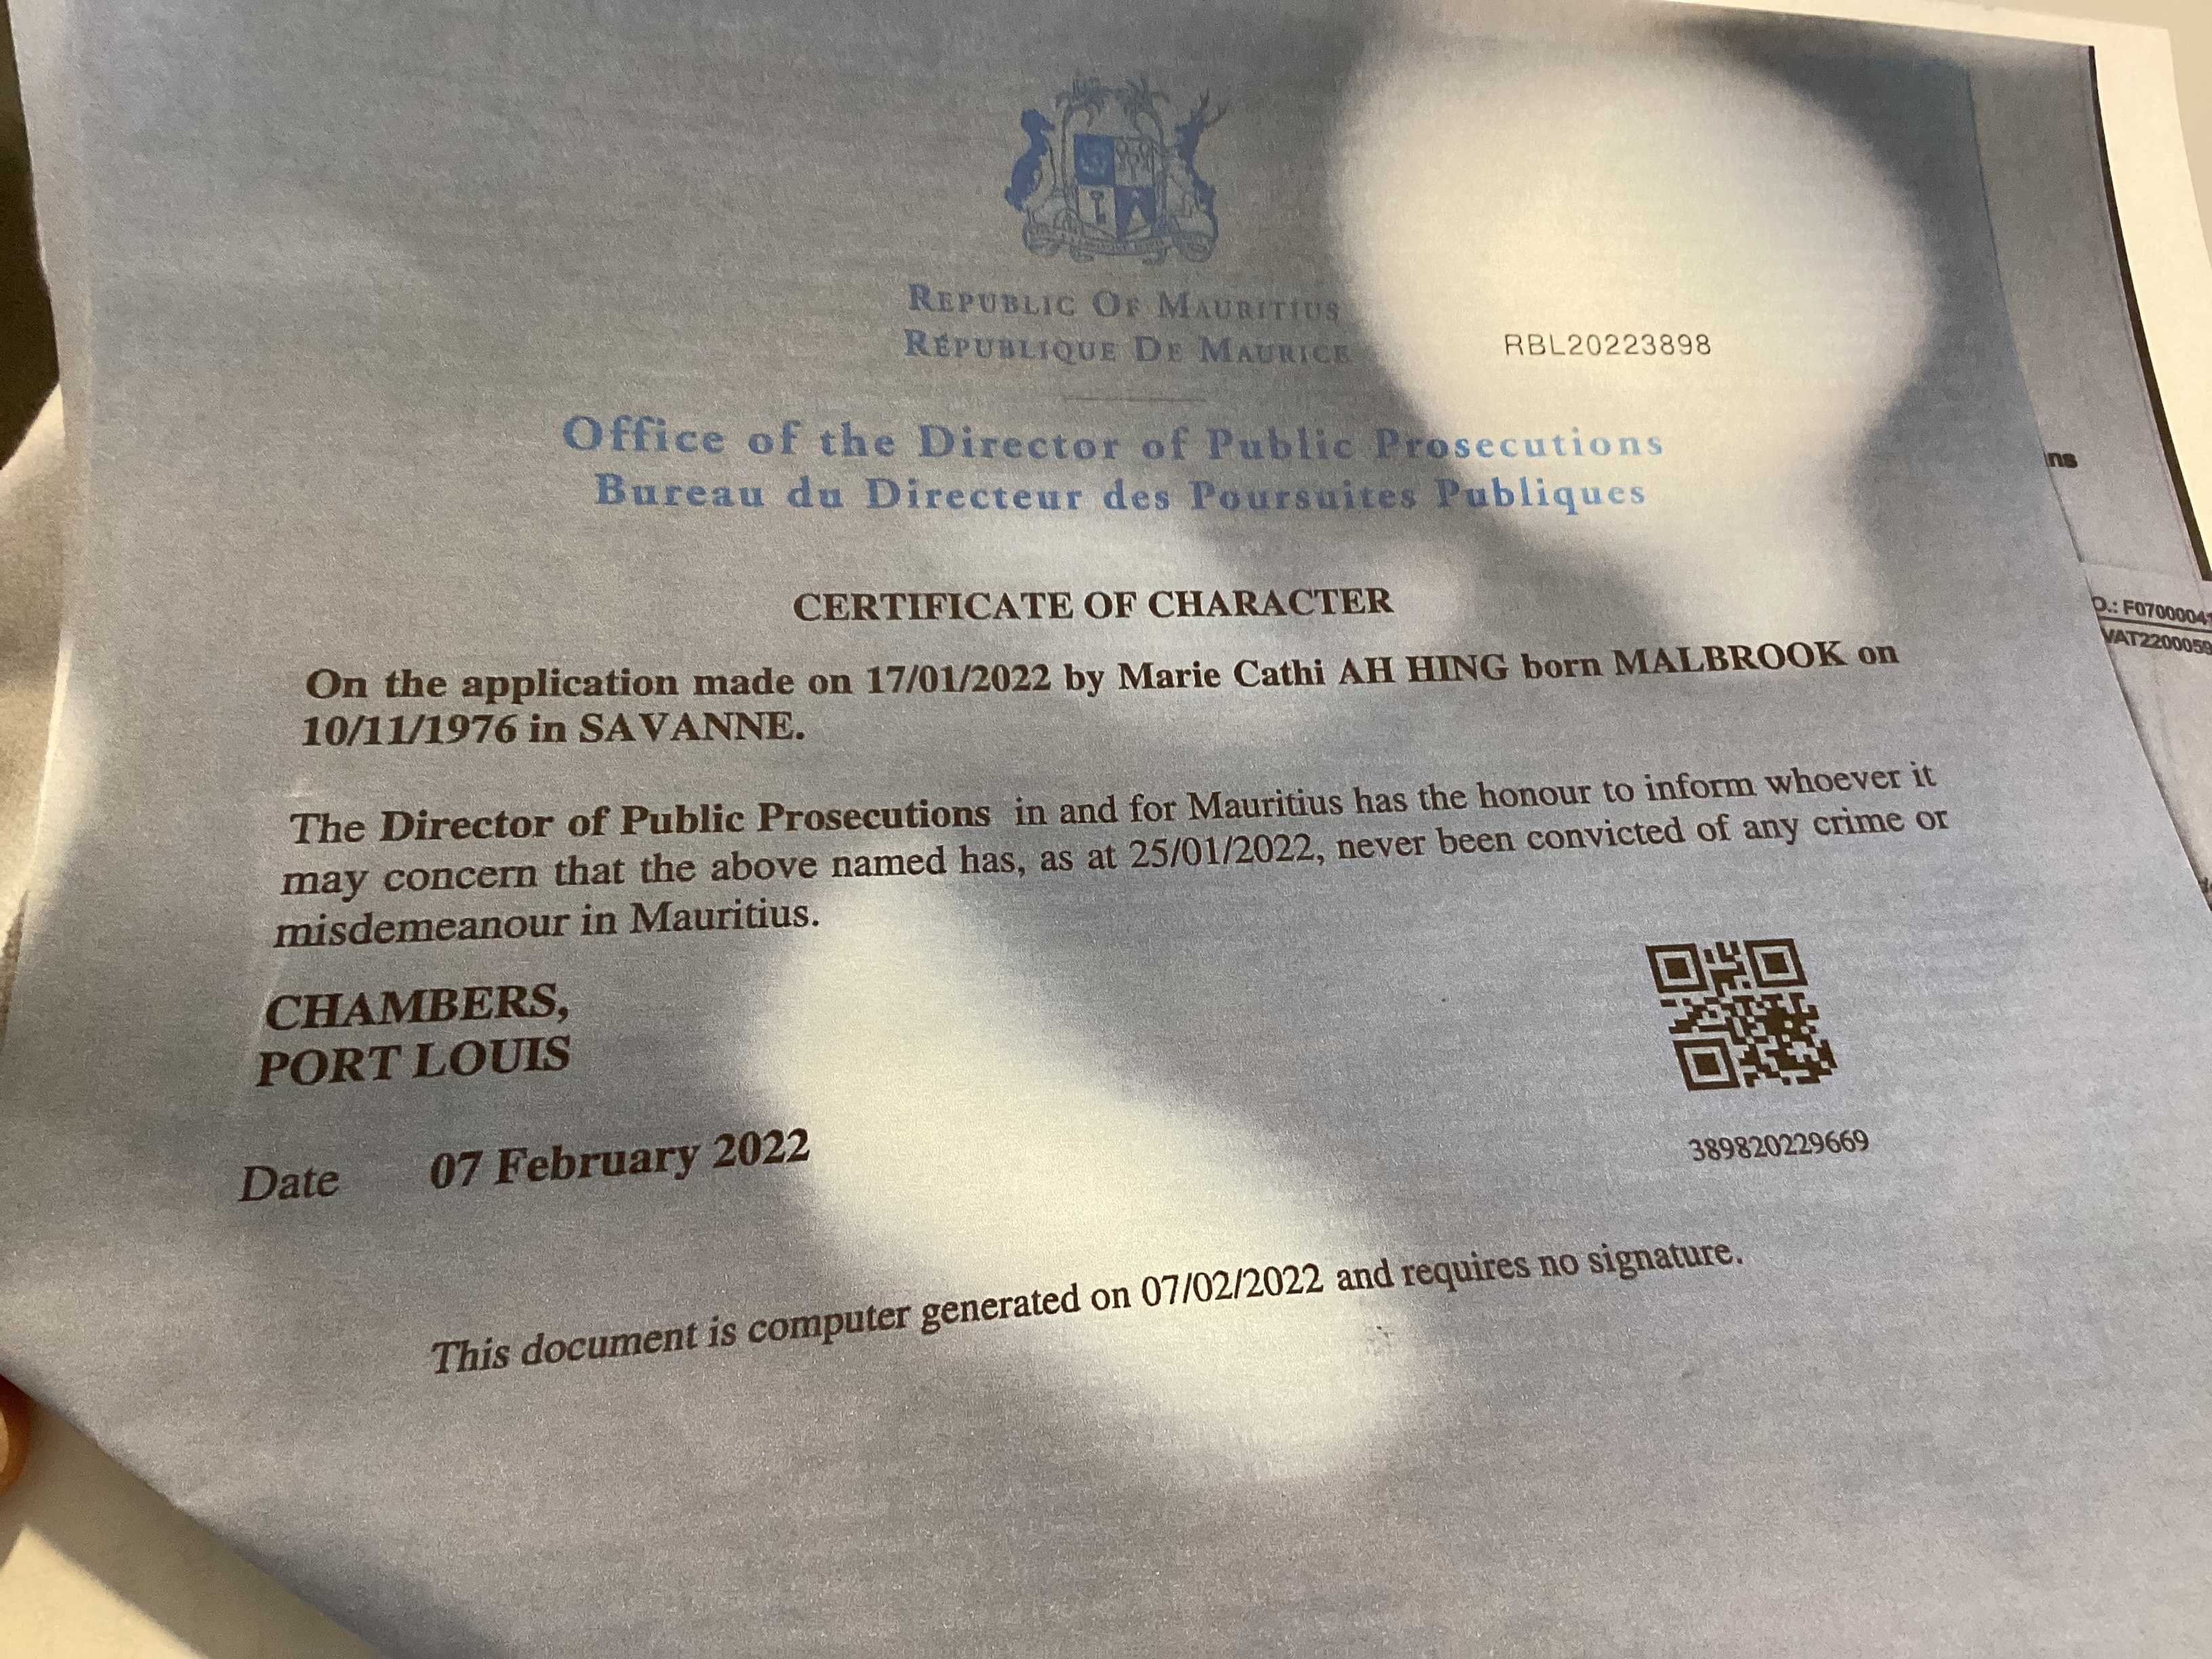 REPUBLIC OF MAURITIUS
RÉPUBLIQUE DE MAURICE
RBL20223898
Office of the Director of Public Prosecutions
Bureau du Directeur des Poursuites Publiques
CERTIFICATE OF CHARACTER
On the application made on 17/01/2022 by Marie Cathi AH HING born MALBROOK on
10/11/1976 in SAVANNE.
The Director of Public Prosecutions in and for Mauritius has the honour to inform whoever it
may concern that the above named has, as at 25/01/2022, never been convicted of any crime or
misdemeanour in Mauritius.
CHAMBERS,
PORT LOUIS
389820229669
Date 07 February 2022
This document is computer generated on 07/02/2022 and requires no signature.